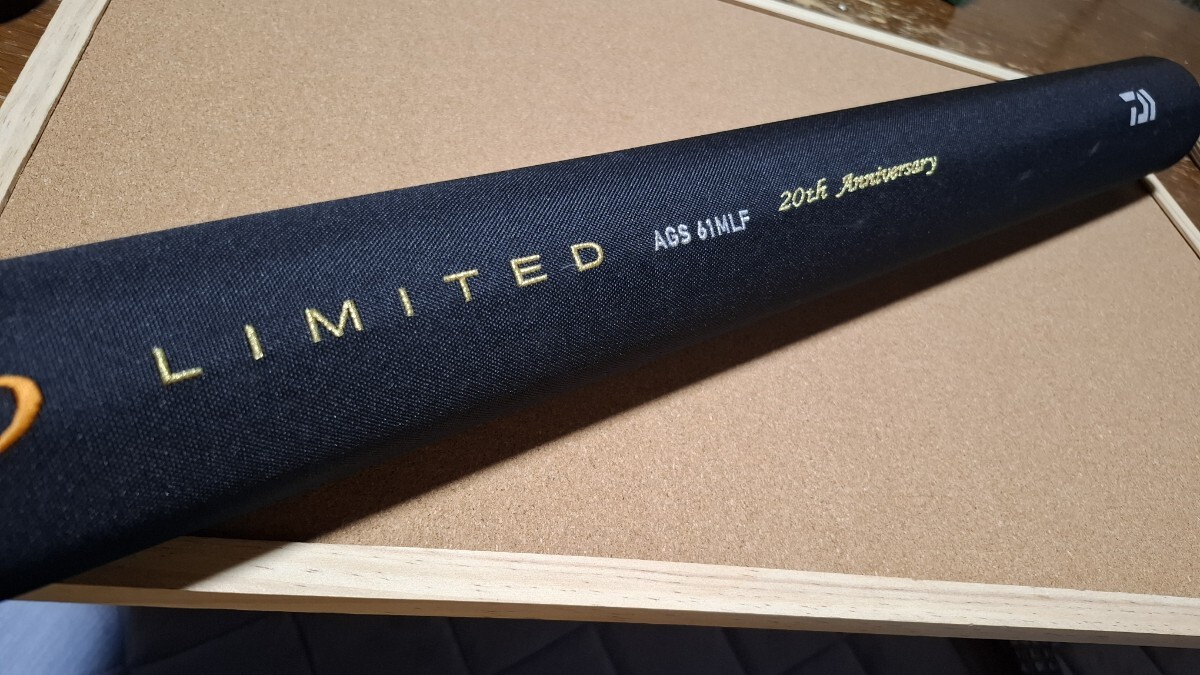 LIMITED AGS 61MLF 20th Anniversary